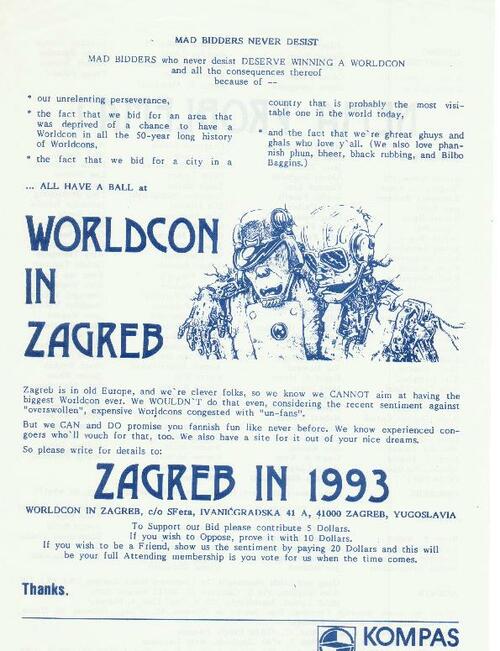 MAD BIDDERS NEVER DESIST
MAD BIDDERS who never desist DESERVE WINNING A WORLDCON
and all the consequences thereof
because of --
* our unrelenting perseverance,
* the fact that we bid for an area that
was deprived of a chance to have a
Worldcon in all the 50-year long history
of Worldcons,
* the fact that we bid for a city in a
country that is probably the most visi-
table one in the world today,
* and the fact that we`re ghreat ghuys and
ghals who love y`all. (We also love phan-
nish phun, bheer, bhack rubbing, and Bilbo
Baggins.)
... ALL HAVE A BALL at
WORLDCON
IN
ZAGREB
Zagreb is in old Europe, and we`re clever folks, so we know we CANNOT aim at having the
biggest Worldcon ever. We WOULDN`T do that even, considering the recent sentiment against
"overswollen", expensive Worldcons congested with "un-fans".
But we CAN and DO promise you fannish fun like never before. We know experienced con-
goers who`ll vouch for that, too. We also have a site for it out of your nice dreams.
So please write for details to:
ZAGREB IN 1993
WORLDCON IN ZAGREB, c/o SFera, IVANIĆGRADSKA 41 A, 41000 ZAGREB, YUGOSLAVIA
To Support our Bid please contribute 5 Dollars.
If you wish to Oppose, prove it with 10 Dollars.
If you wish to be a Friend, show us the sentiment by paying 20 Dollars and this will
be your full Attending membership is you vote for us when the time comes.
Thanks.
KOMPAS